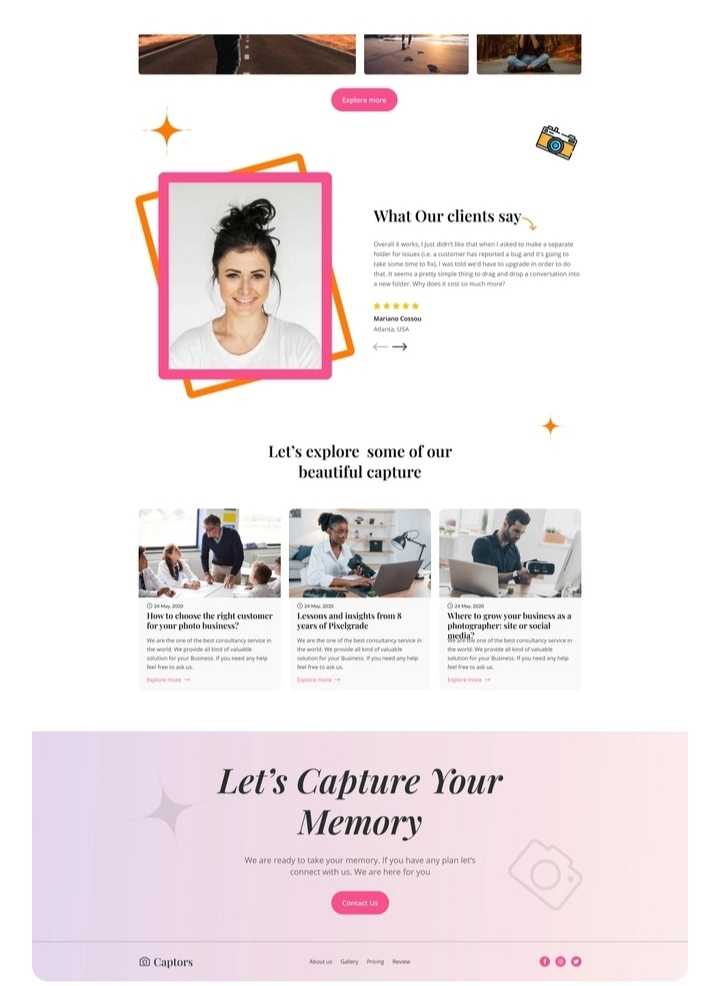 Explore more
What Our clients say
Overall it works, I just didn't like that when I asked to make a separate
folder for issues (i.e. a customer has reported a bug and it's going to
take some time to fix), I was told we'd have to upgrade in order to do
that. It seems a pretty simple thing to drag and drop a conversation into
a new folder. Why does it cost so much more?
Mariano Cossou
Atlanta, USA
Let's explore some of our
beautiful capture
24 May, 2020
How to choose the right customer
for your photo business?
We are the one of the best consultancy service in
the world. We provide all kind of valuable
solution for your Business. If you need any help
feel free to ask us.
Explore more
24 May, 2020
Lessons and insights from 8
years of Pixelgrade
We are the one of the best consultancy service in
the world. We provide all kind of valuable
solution for your Business. If you need any help
feel free to ask us.
Explore more
24 May, 2020
Where to grow your business as a
photographer: site or social
media?
We are the one of the best consultancy service in
the world. We provide all kind of valuable
solution for your Business. If you need any help
feel free to ask us.
Explore more
Let's Capture Your
Memory
We are ready to take your memory. If you have any plan let's
connect with us. We are here for you
Contact Us
Captors
About us Gallery Pricing Review